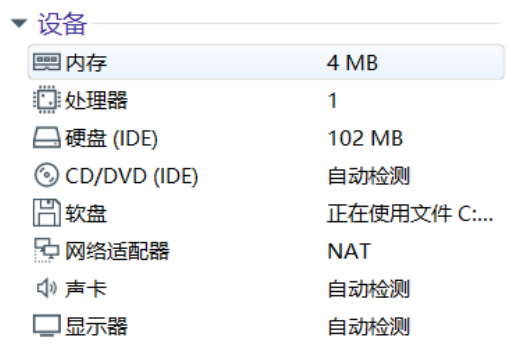 设备
内存 4 MB
处理器 1
硬盘 (IDE) 102 MB
CD/DVD (IDE) 自动检测
软盘 正在使用文件 C:...
网络适配器 NAT
声卡 自动检测
显示器 自动检测